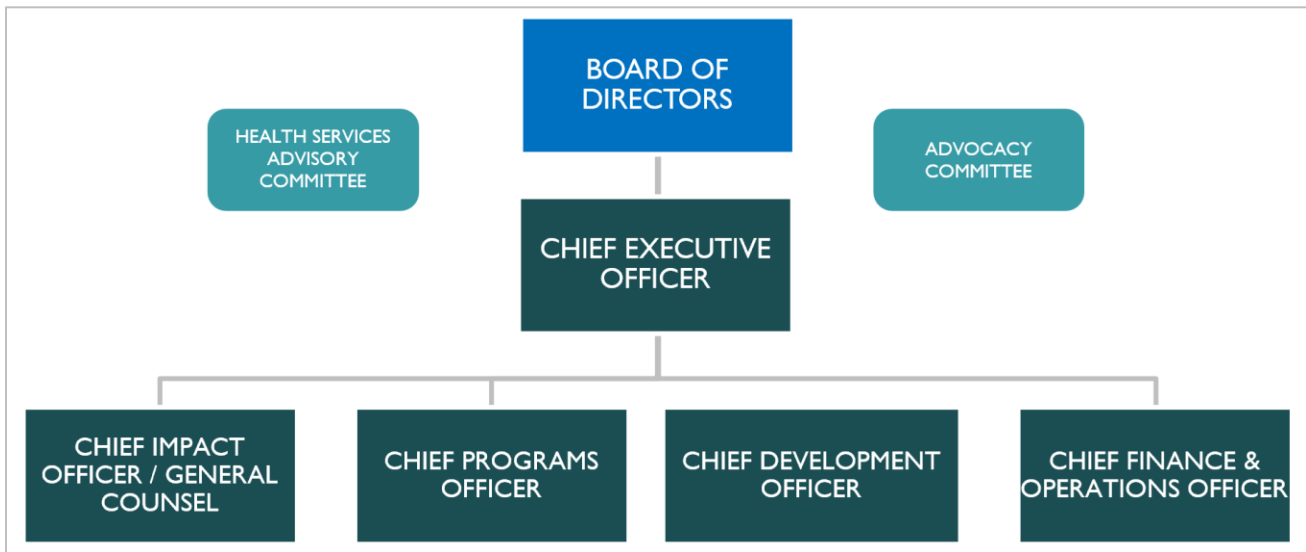 BOARD OF
DIRECTORS
HEALTH SERVICES
ADVISORY
COMMITTEE
ADVOCACY
COMMITTEE
CHIEF EXECUTIVE
OFFICER
CHIEF IMPACT
OFFICER / GENERAL
COUNSEL
CHIEF PROGRAMS
OFFICER
CHIEF DEVELOPMENT
OFFICER
CHIEF FINANCE &
OPERATIONS OFFICER